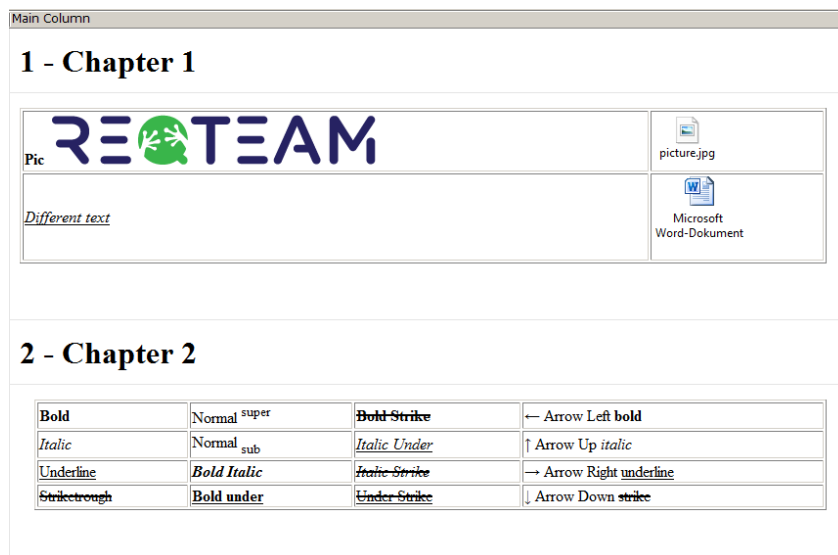 Main Column
1 - Chapter 1
Pic REQTEAM
picture.jpg
Different text
Microsoft
Word-Dokument
2 - Chapter 2
Bold Normal super Bold Strike ← Arrow Left bold
Italic Normal sub Italic Under ↑ Arrow Up italic
Underline Bold Italic Italic Strike → Arrow Right underline
Striketrough Bold under Under Strike ↓ Arrow Down strike